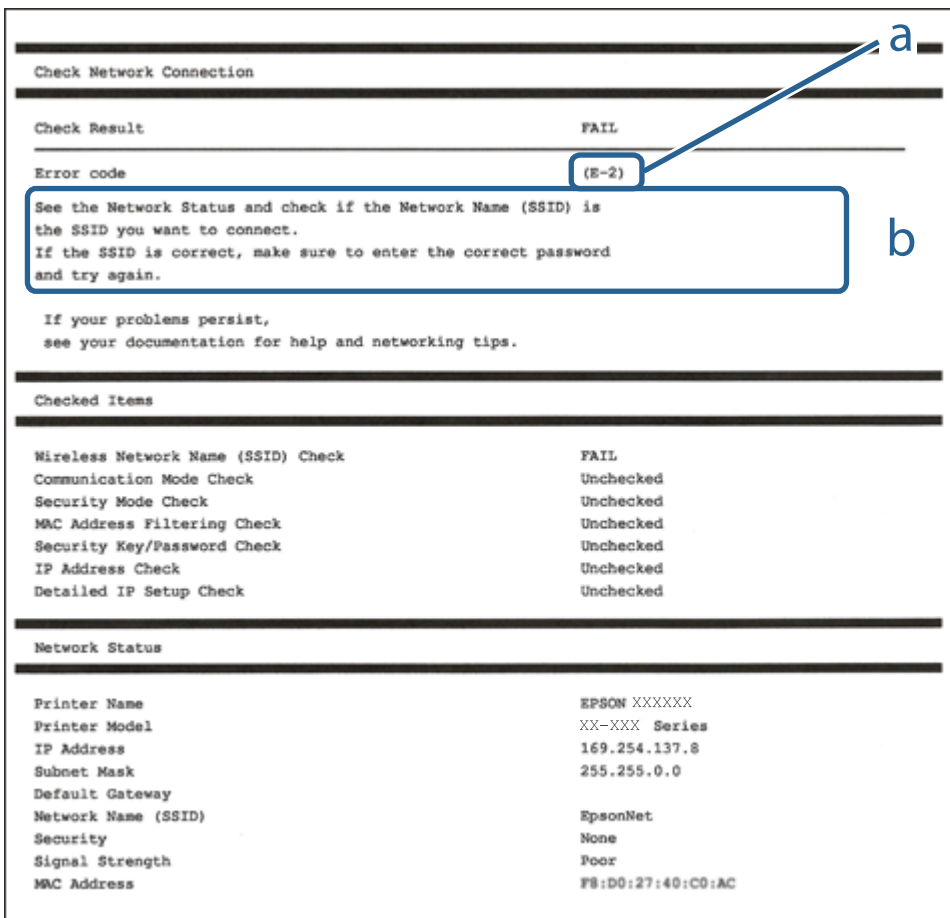 a
Check Network Connection
Check Result FAIL
Error code (E-2)
See the Network Status and check if the Network Name (SSID) is
the SSID you want to connect.
If the SSID is correct, make sure to enter the correct password
and try again.
b
If your problems persist,
see your documentation for help and networking tips.
Checked Items
Wireless Network Name (SSID) Check FAIL
Communication Mode Check Unchecked
Security Mode Check Unchecked
MAC Address Filtering Check Unchecked
Security Key/Password Check Unchecked
IP Address Check Unchecked
Detailed IP Setup Check Unchecked
Network Status
Printer Name EPSON XXXXXX
Printer Model XX-XXX Series
IP Address 169.254.137.8
Subnet Mask 255.255.0.0
Default Gateway
Network Name (SSID) EpsonNet
Security None
Signal Strength Poor
MAC Address F8:D0:27:40:C0:AC